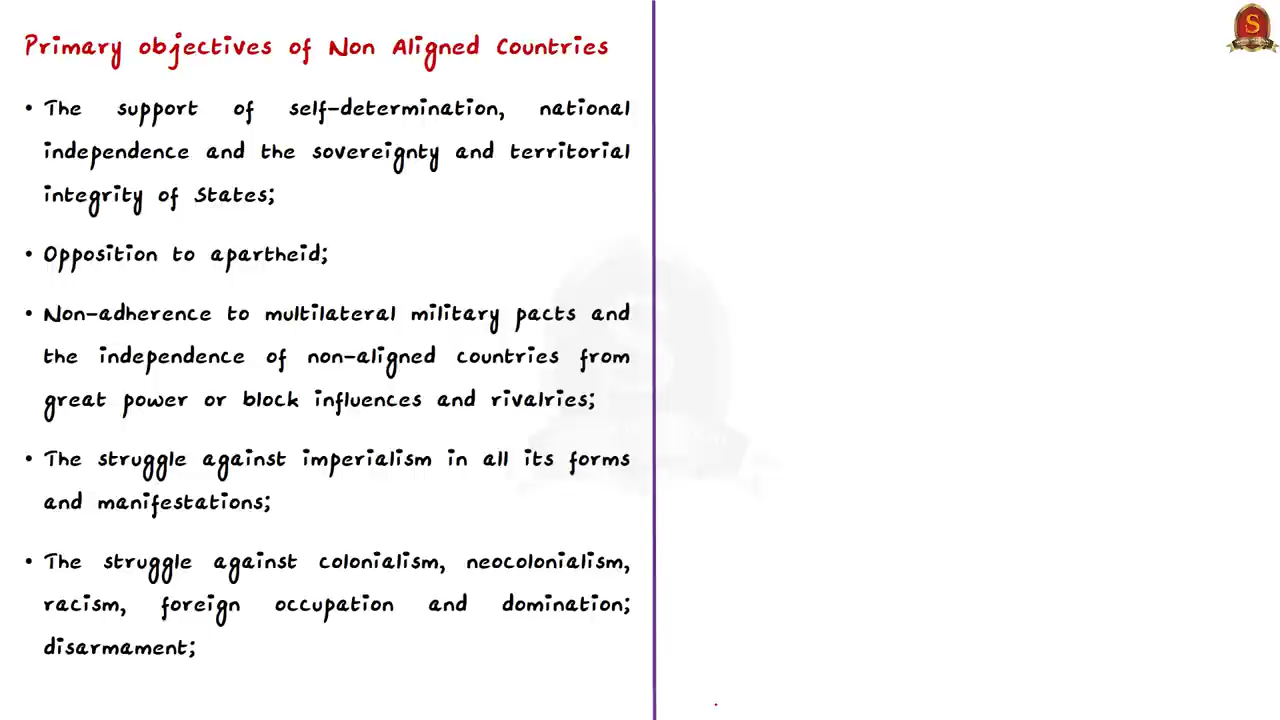 Primary objectives of Non Aligned Countries
• The support of self-determination, national
independence and the sovereignty and territorial
integrity of States;
• Opposition to apartheid;
• Non-adherence to multilateral military pacts and
the independence of non-aligned countries from
great power or block influences and rivalries;
• The struggle against imperialism in all its forms
and manifestations;
• The struggle against colonialism, neocolonialism,
racism, foreign occupation and domination;
disarmament;
S